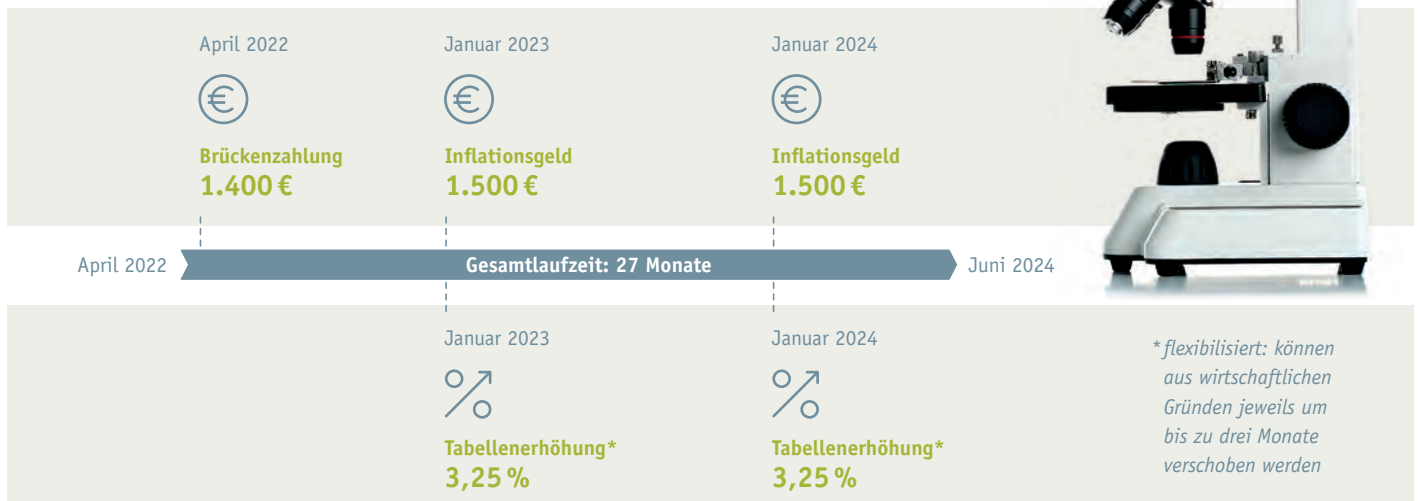 April 2022
Januar 2023
Januar 2024
€
€
€
Brückenzahlung
Inflationsgeld
Inflationsgeld
1.400 €
1.500 €
1.500 €
April 2022
Gesamtlaufzeit: 27 Monate
Juni 2024
Januar 2023
Januar 2024
Tabellenerhöhung*
Tabellenerhöhung*
3,25 %
3,25 %
* flexibilisiert: können
aus wirtschaftlichen
Gründen jeweils um
bis zu drei Monate
verschoben werden